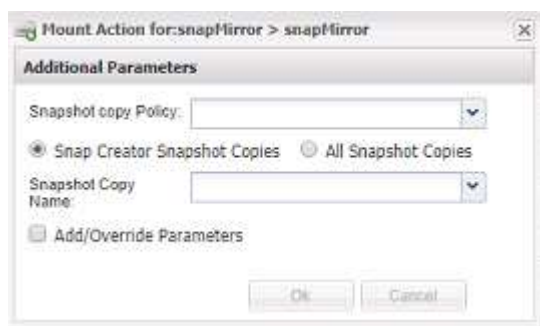 Mount Action for:snapMirror > snapMirror
Additional Parameters
Snapshot copy Policy:
Snap Creator Snapshot Copies All Snapshot Copies
Snapshot Copy
Name:
Add/Override Parameters
Ok Cancel